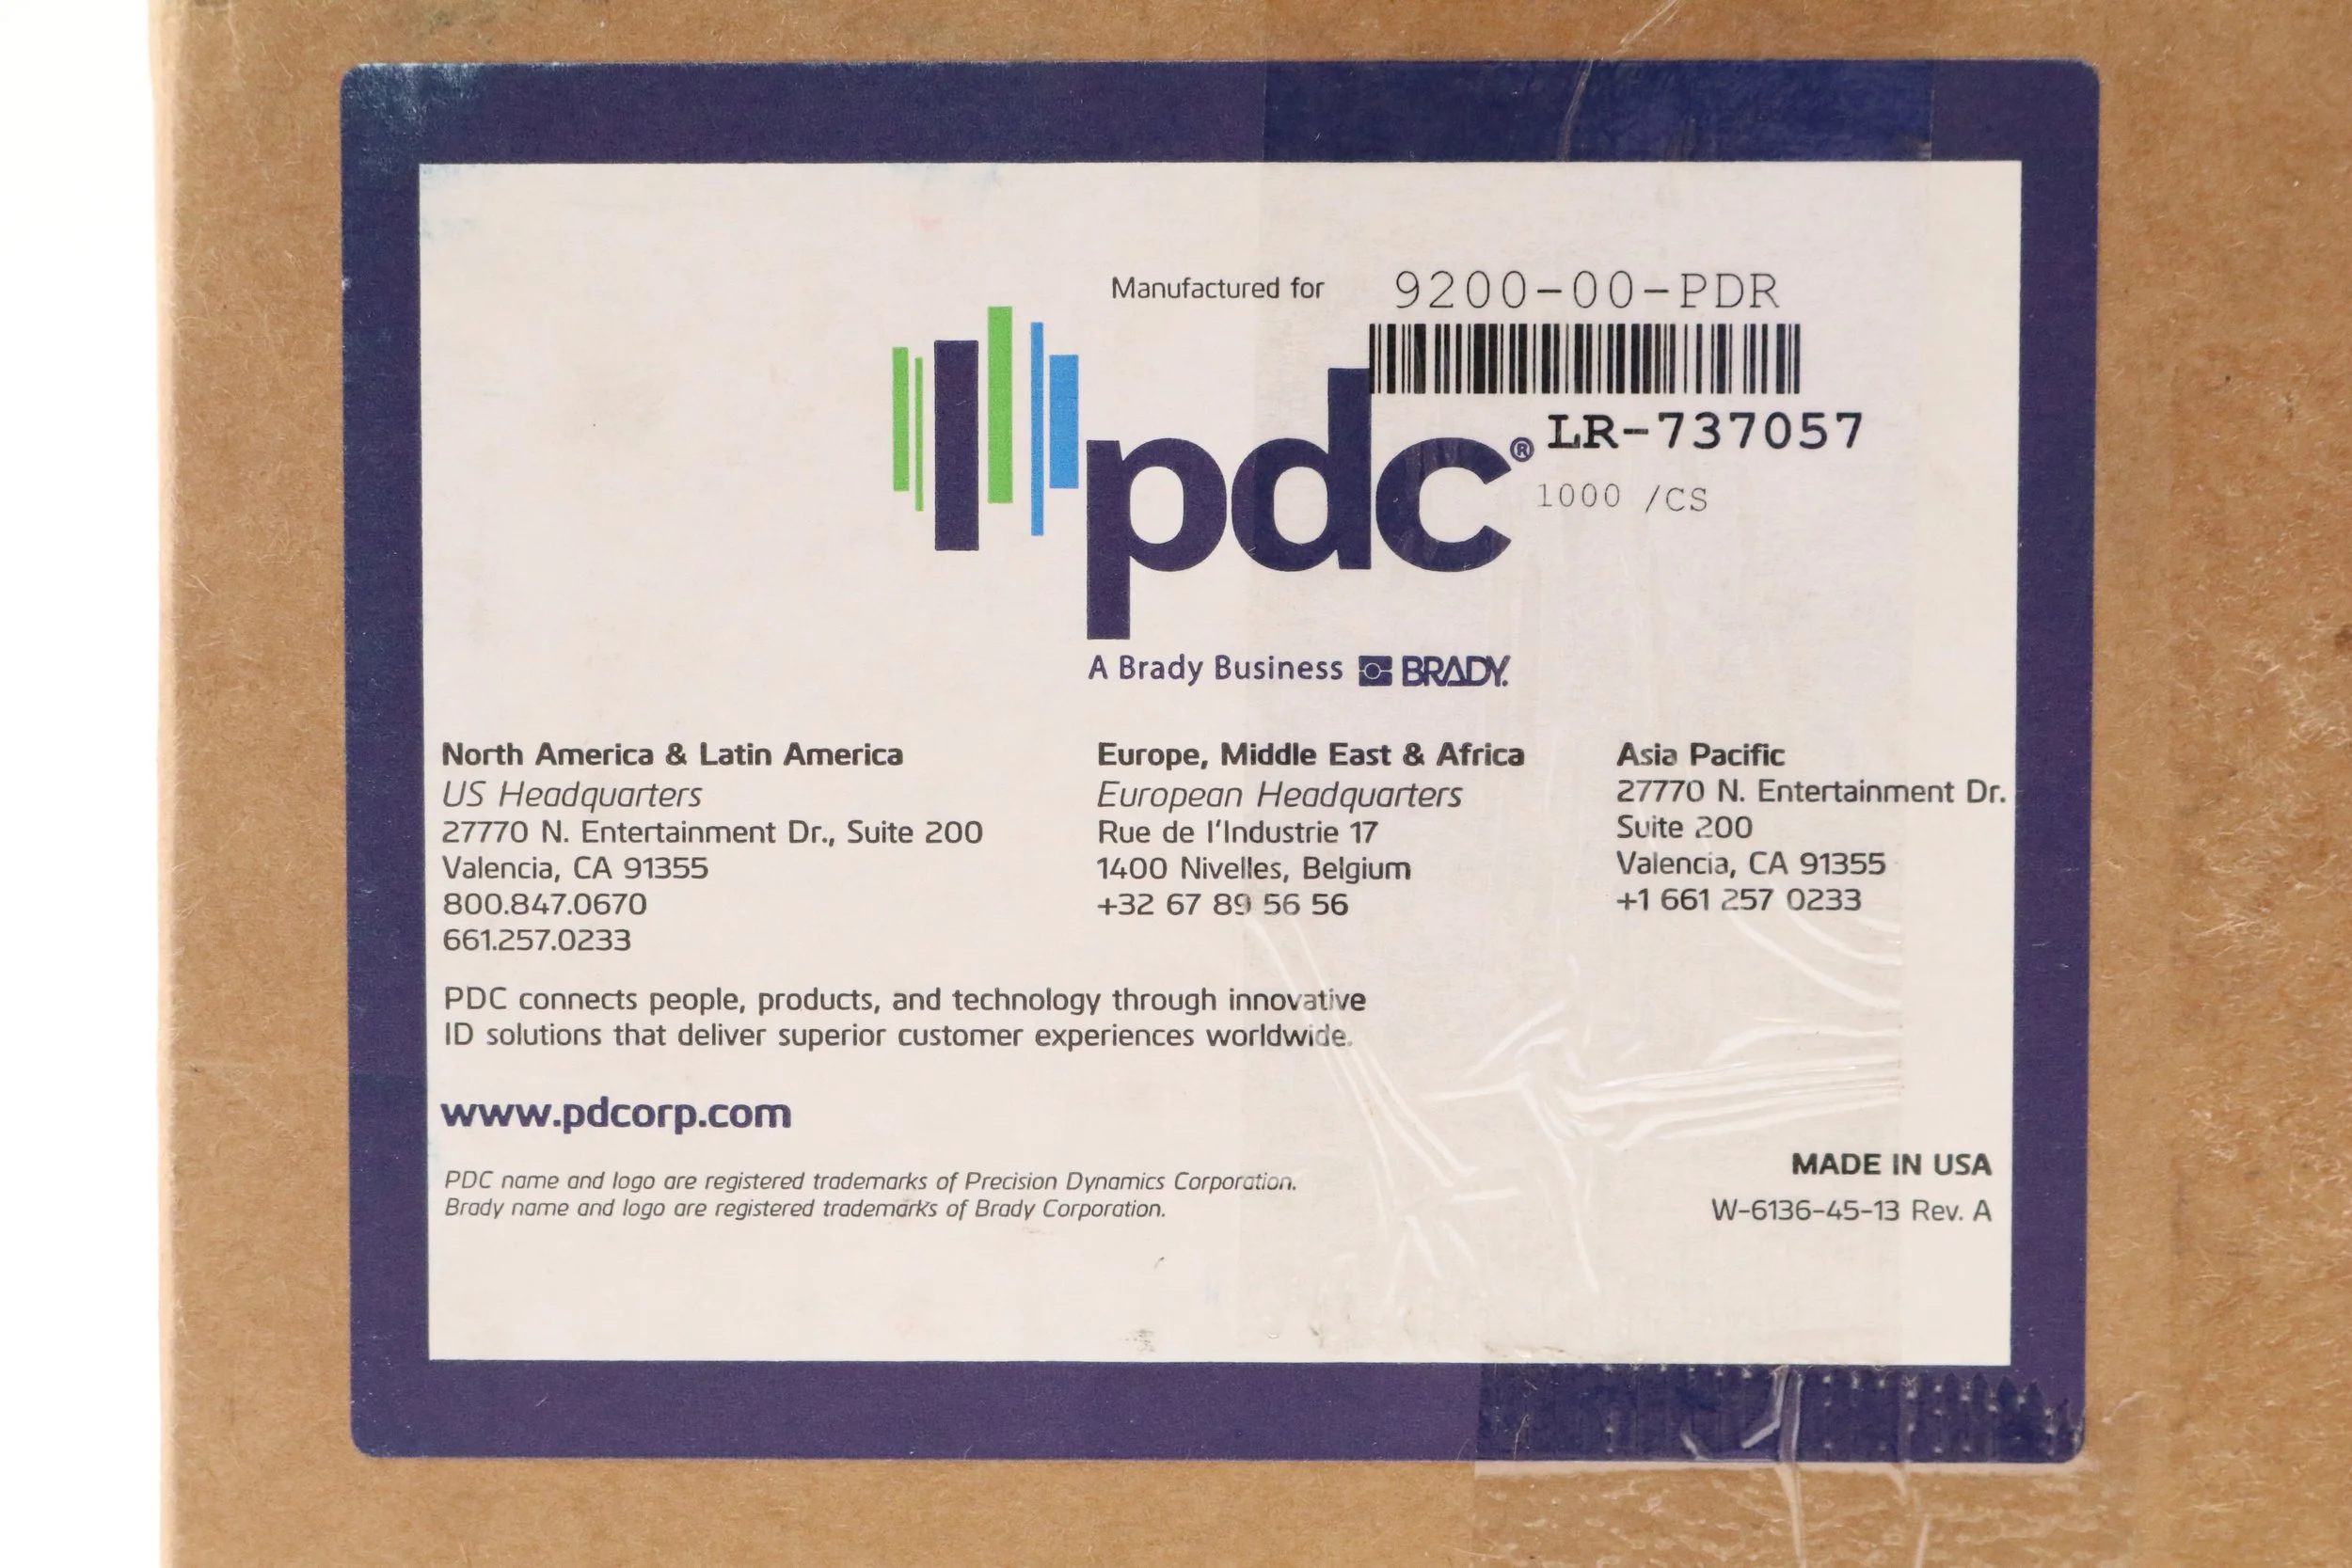 Manufactured for
9200-00-PDR
LR-737057
1000 /CS
pdc®
A Brady Business BRADY.
North America & Latin America
US Headquarters
27770 N. Entertainment Dr., Suite 200
Valencia, CA 91355
800.847.0670
661.257.0233
Europe, Middle East & Africa
European Headquarters
Rue de l'Industrie 17
1400 Nivelles, Belgium
+32 67 89 56 56
Asia Pacific
27770 N. Entertainment Dr.
Suite 200
Valencia, CA 91355
+1 661 257 0233
PDC connects people, products, and technology through innovative
ID solutions that deliver superior customer experiences worldwide.
www.pdcorp.com
PDC name and logo are registered trademarks of Precision Dynamics Corporation.
Brady name and logo are registered trademarks of Brady Corporation.
MADE IN USA
W-6136-45-13 Rev. A